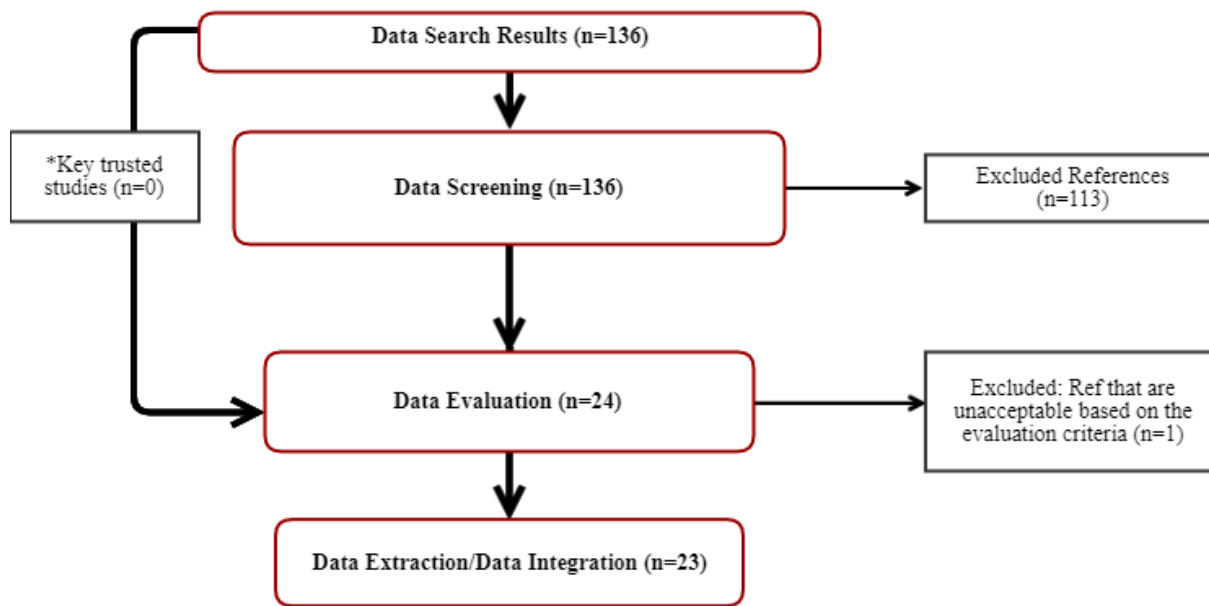 Data Search Results (n=136)
*Key trusted
studies (n=0)
Data Screening (n=136)
Excluded References
(n=113)
Data Evaluation (n=24)
Excluded: Ref that are
unacceptable based on the
evaluation criteria (n=1)
Data Extraction/Data Integration (n=23)